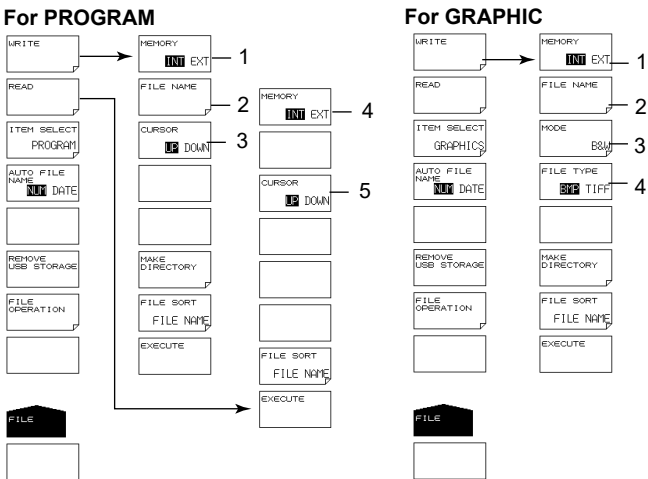 For PROGRAM
WRITE
READ
ITEM SELECT
PROGRAM
AUTO FILE
NAME
NUM DATE
REMOVE
USB STORAGE
FILE
OPERATION
FILE
MEMORY
INT EXT
1
FILE NAME
2
CURSOR
UP DOWN
3
MAKE
DIRECTORY
FILE SORT
FILE NAME
EXECUTE
MEMORY
INT EXT
4
CURSOR
UP DOWN
5
FILE SORT
FILE NAME
EXECUTE
For GRAPHIC
WRITE
READ
ITEM SELECT
GRAPHICS
AUTO FILE
NAME
NUM DATE
REMOVE
USB STORAGE
FILE
OPERATION
FILE
MEMORY
INT EXT
1
FILE NAME
2
MODE
B&W
3
FILE TYPE
BMP TIFF
4
MAKE
DIRECTORY
FILE SORT
FILE NAME
EXECUTE